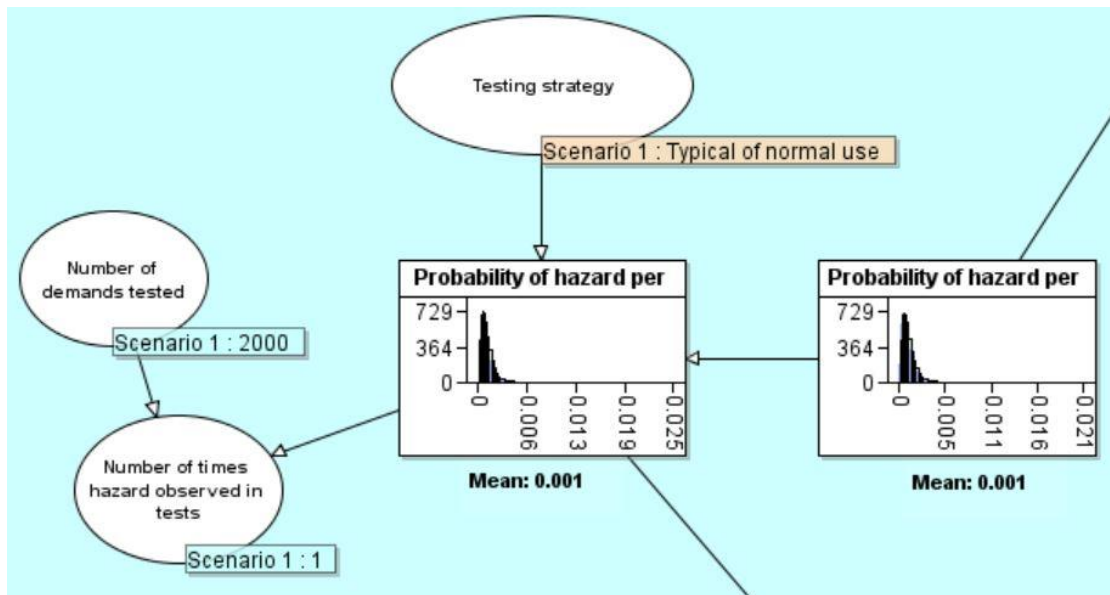 Testing strategy
Scenario 1 : Typical of normal use
Number of
demands tested
Scenario 1 : 2000
Probability of hazard per
729
364
0
0
0.006
0.013
0.019
0.025
Mean: 0.001
Probability of hazard per
729
364
0
0
0.005
0.011
0.016
0.021
Mean: 0.001
Number of times
hazard observed in
tests
Scenario 1 : 1